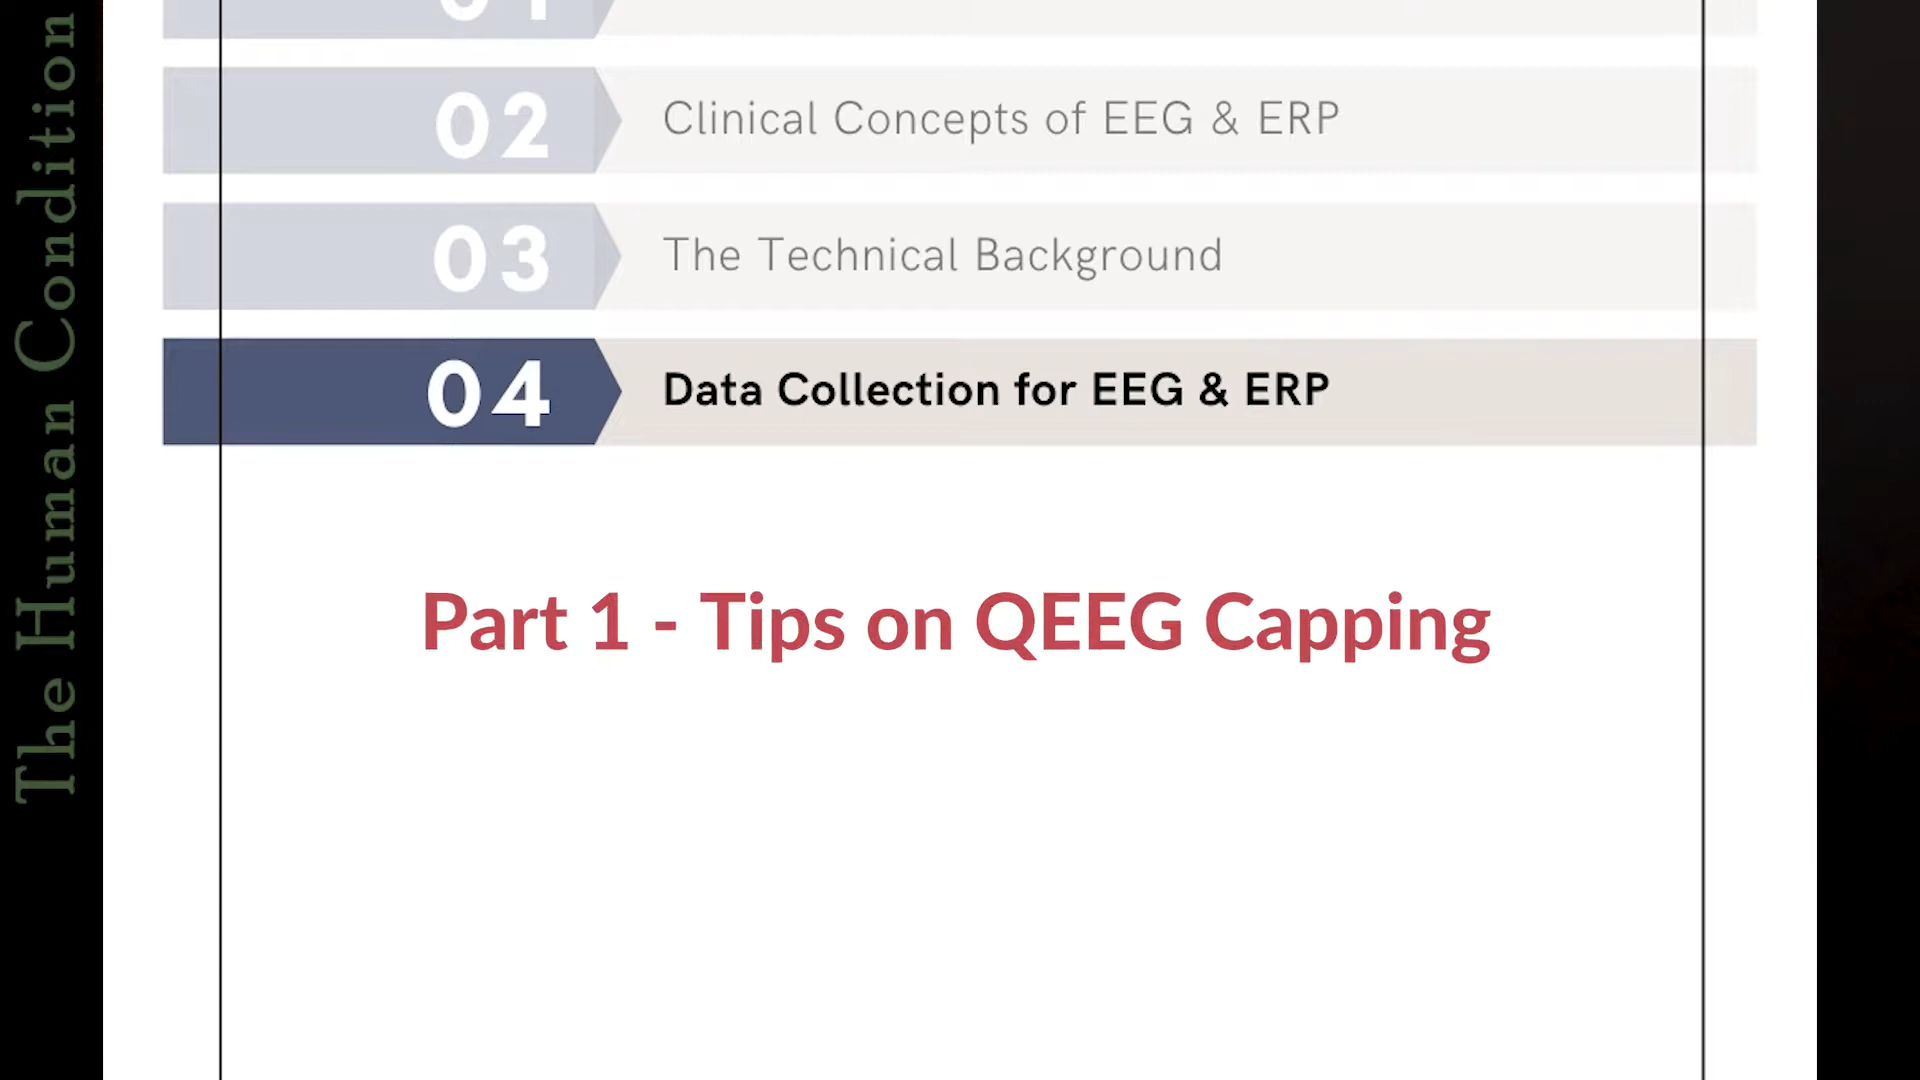 The Human Condition
02
Clinical Concepts of EEG & ERP
03
The Technical Background
04
Data Collection for EEG & ERP
Part 1 - Tips on QEEG Capping